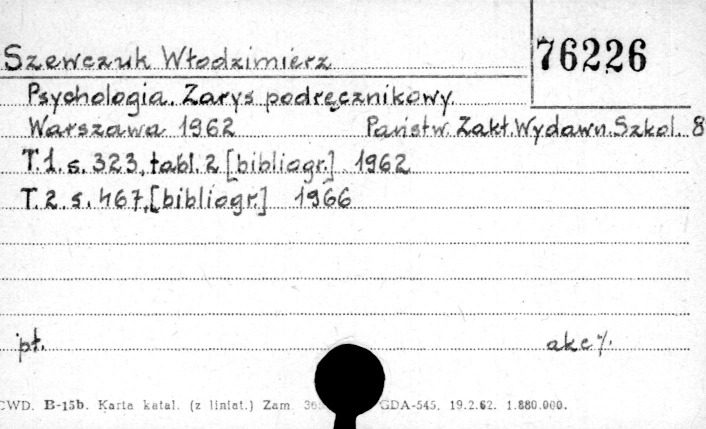 Szewczuk Włodzimierz
76226
Psychologia. Zarys podręcznikowy.
Warszawa 1962 Państw. Zakł. Wydawn. Szkol. 8°
T. 1. s. 323, tabl. 2 [bibliogr.] 1962
T. 2. s. 467, [bibliogr.] 1966
pł. akc
CWD. B-15b. Karta katal. (z liniat.) Zam. GDA-545. 19.2.62. 1.880.000.